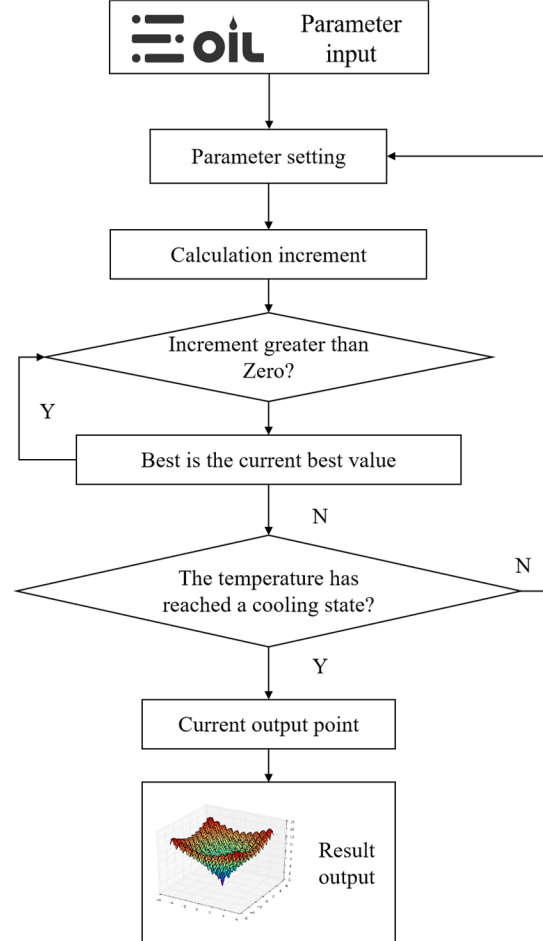 OIL
Parameter
input
Parameter setting
Calculation increment
Increment greater than
Zero?
Y
Best is the current best value
N
The temperature has
reached a cooling state?
N
Y
Current output point
Result
output